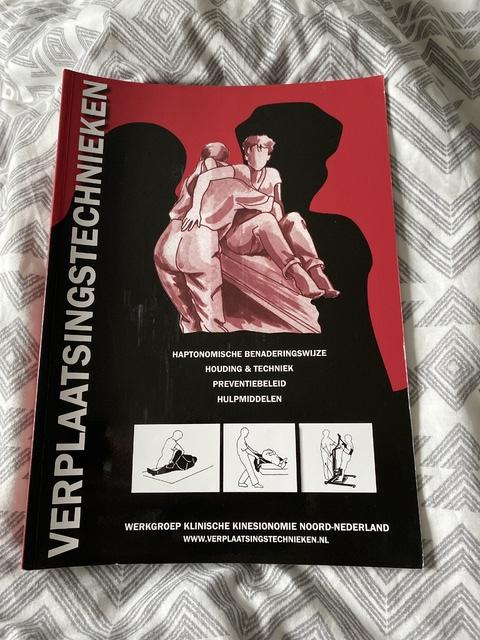 VERPLAATSINGSTECHNIEKEN
HAPTONOMISCHE BENADERINGSWIJZE
HOUDING & TECHNIEK
PREVENTIEBELEID
HULPMIDDELEN
WERKGROEP KLINISCHE KINESIONOMIE NOORD-NEDERLAND
WWW.VERPLAATSINGSTECHNIEKEN.NL